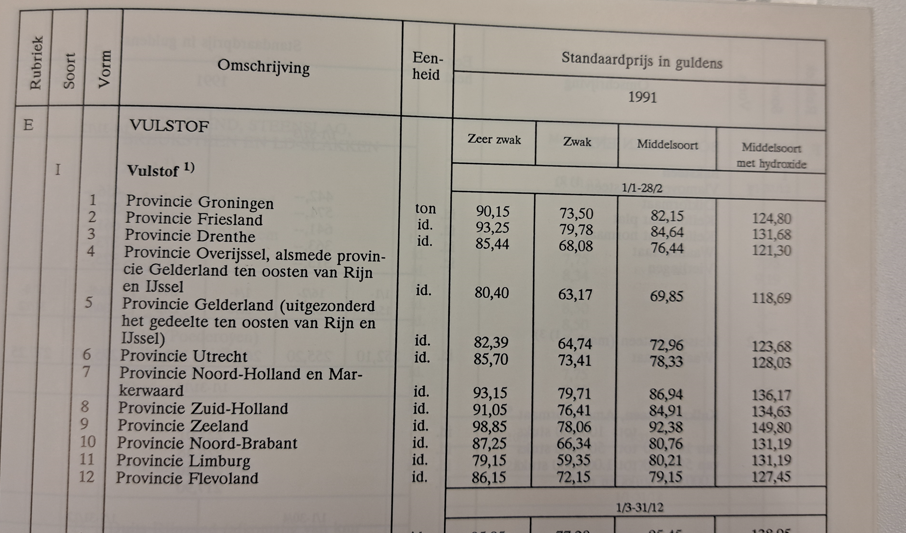 Rubriek Soort Vorm Omschrijving Een-heid Standaardprijs in guldens
1991
E VULSTOF Zeer zwak Zwak Middelsoort Middelsoort met hydroxide
I Vulstof 1)
1/1-28/2
1 Provincie Groningen ton 90,15 73,50 82,15 124,80
2 Provincie Friesland id. 93,25 79,78 84,64 131,68
3 Provincie Drenthe id. 85,44 68,08 76,44 121,30
4 Provincie Overijssel, alsmede provin-
cie Gelderland ten oosten van Rijn
en IJssel id. 80,40 63,17 69,85 118,69
5 Provincie Gelderland (uitgezonderd
het gedeelte ten oosten van Rijn en
IJssel) id. 82,39 64,74 72,96 123,68
6 Provincie Utrecht id. 85,70 73,41 78,33 128,03
7 Provincie Noord-Holland en Mar-
kerwaard id. 93,15 79,71 86,94 136,17
8 Provincie Zuid-Holland id. 91,05 76,41 84,91 134,63
9 Provincie Zeeland id. 98,85 78,06 92,38 149,80
10 Provincie Noord-Brabant id. 87,25 66,34 80,76 131,19
11 Provincie Limburg id. 79,15 59,35 80,21 131,19
12 Provincie Flevoland id. 86,15 72,15 79,15 127,45
1/3-31/12